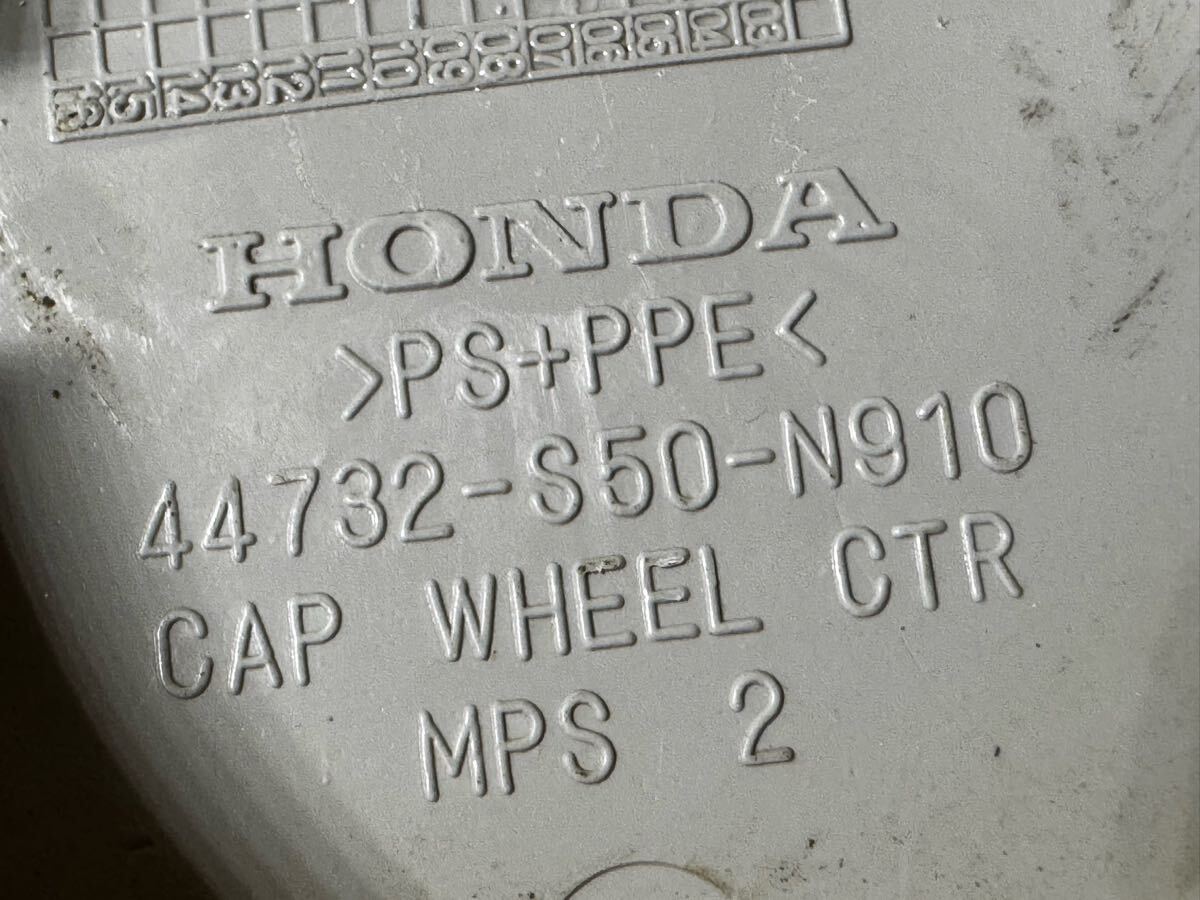 HONDA
>PS+PPE<
44732-S50-N910
CAP WHEEL CTR
MPS 2